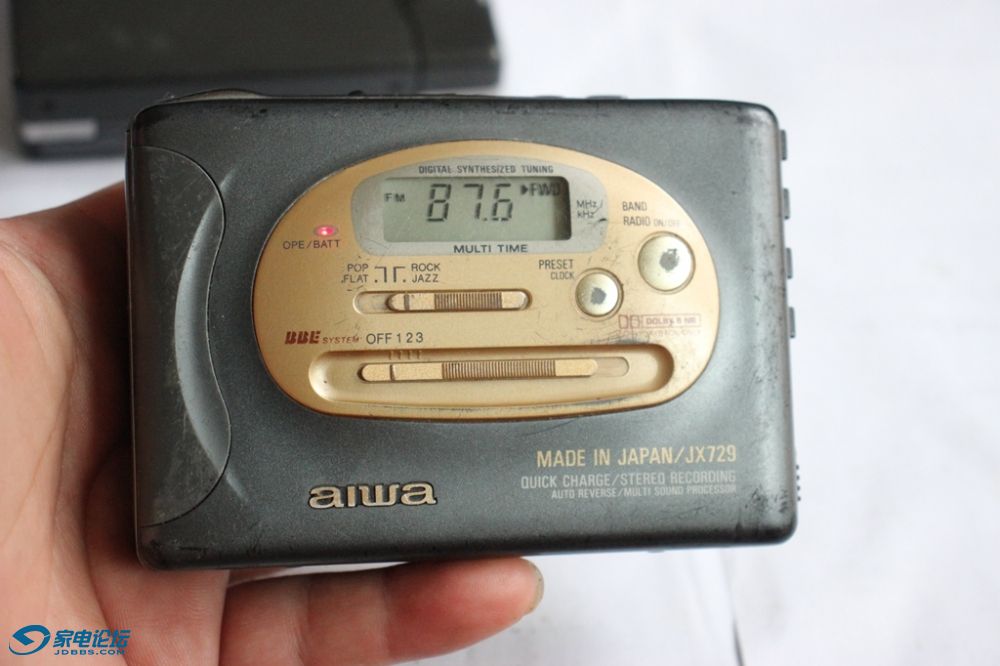 DIGITAL SYNTHESIZED TUNING
FM 87.6 ▶FWD
MHz/
kHz
MULTI TIME
BAND
RADIO ON/OFF
OPE/BATT
POP ROCK
FLAT JAZZ
PRESET
CLOCK
DOLBY B NR
BBE SYSTEM OFF 1 2 3
MADE IN JAPAN/JX729
QUICK CHARGE/STEREO RECORDING
AUTO REVERSE/MULTI SOUND PROCESSOR
aiwa
家电论坛
JDBBS.COM